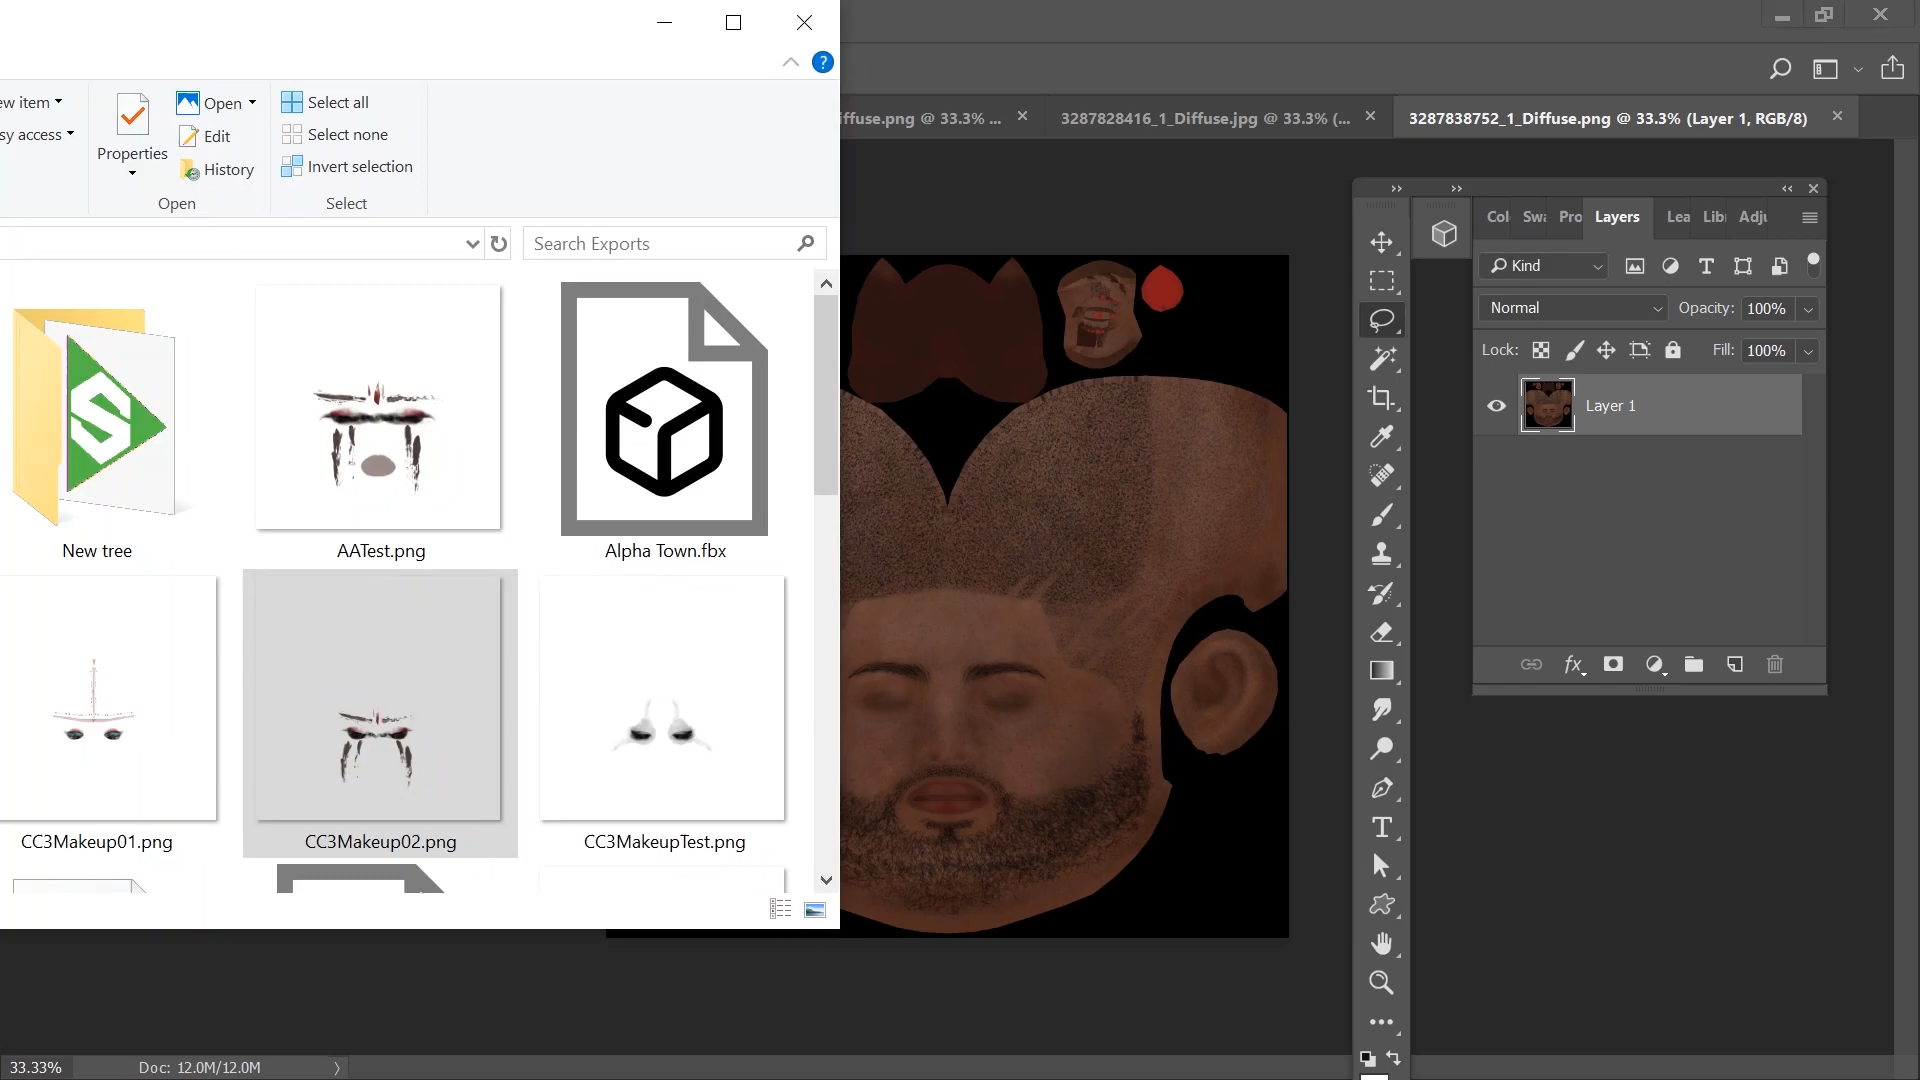 ew item
sy access
Properties
Open
Edit
History
Open
Select all
Select none
Invert selection
Select
Search Exports
New tree
AATest.png
Alpha Town.fbx
CC3Makeup01.png
CC3Makeup02.png
CC3MakeupTest.png
iffuse.png @ 33.3% ...
3287828416_1_Diffuse.jpg @ 33.3% (...
3287838752_1_Diffuse.png @ 33.3% (Layer 1, RGB/8)
Col Swa Pro Layers Lea Lib Adju
Kind
Normal Opacity: 100%
Lock: Fill: 100%
Layer 1
33.33% Doc: 12.0M/12.0M